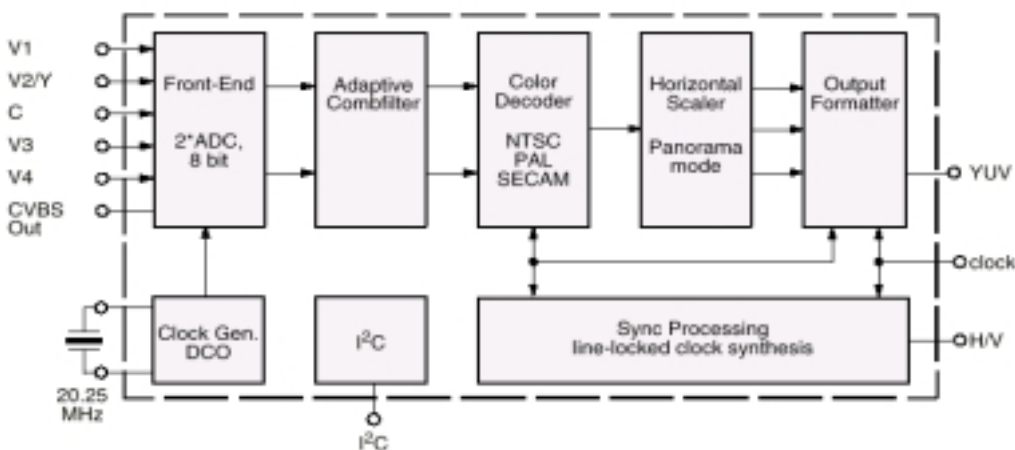 V1
V2/Y
C
V3
V4
CVBS
Out
Front-End
2*ADC,
8 bit
Adaptive
Combfilter
Color
Decoder
NTSC
PAL
SECAM
Horizontal
Scaler
Panorama
mode
Output
Formatter
YUV
clock
H/V
Clock Gen.
DCO
I²C
Sync Processing
line-locked clock synthesis
20.25
MHz
I²C